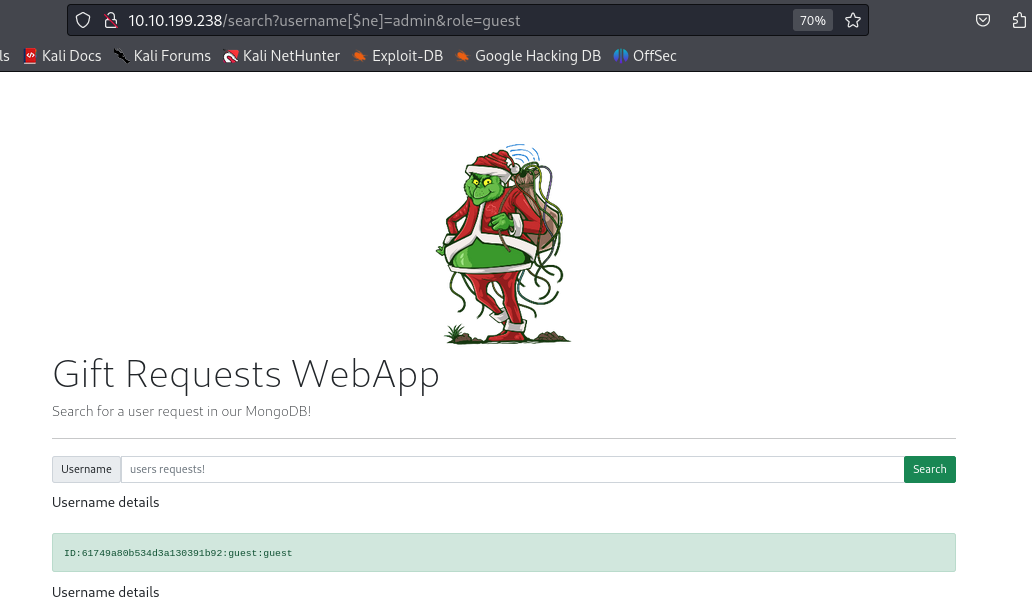 10.10.199.238/search?username[$ne]=admin&role=guest 70%
ls Kali Docs Kali Forums Kali NetHunter Exploit-DB Google Hacking DB OffSec
Gift Requests WebApp
Search for a user request in our MongoDB!
Username users requests! Search
Username details
ID:61749a80b534d3a130391b92:guest:guest
Username details